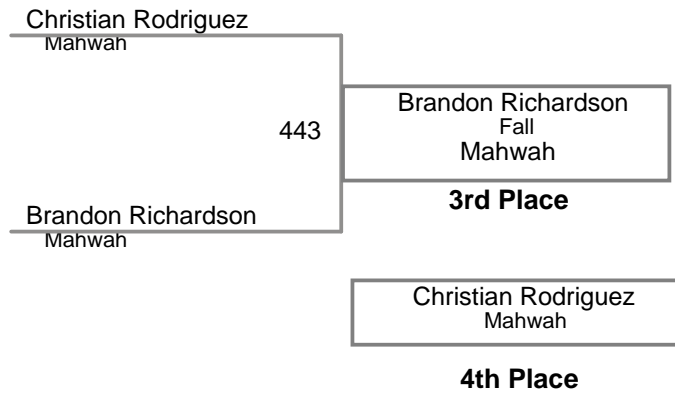 Christian Rodriguez
Mahwah
443
Brandon Richardson
Fall
Mahwah
3rd Place
Brandon Richardson
Mahwah
Christian Rodriguez
Mahwah
4th Place